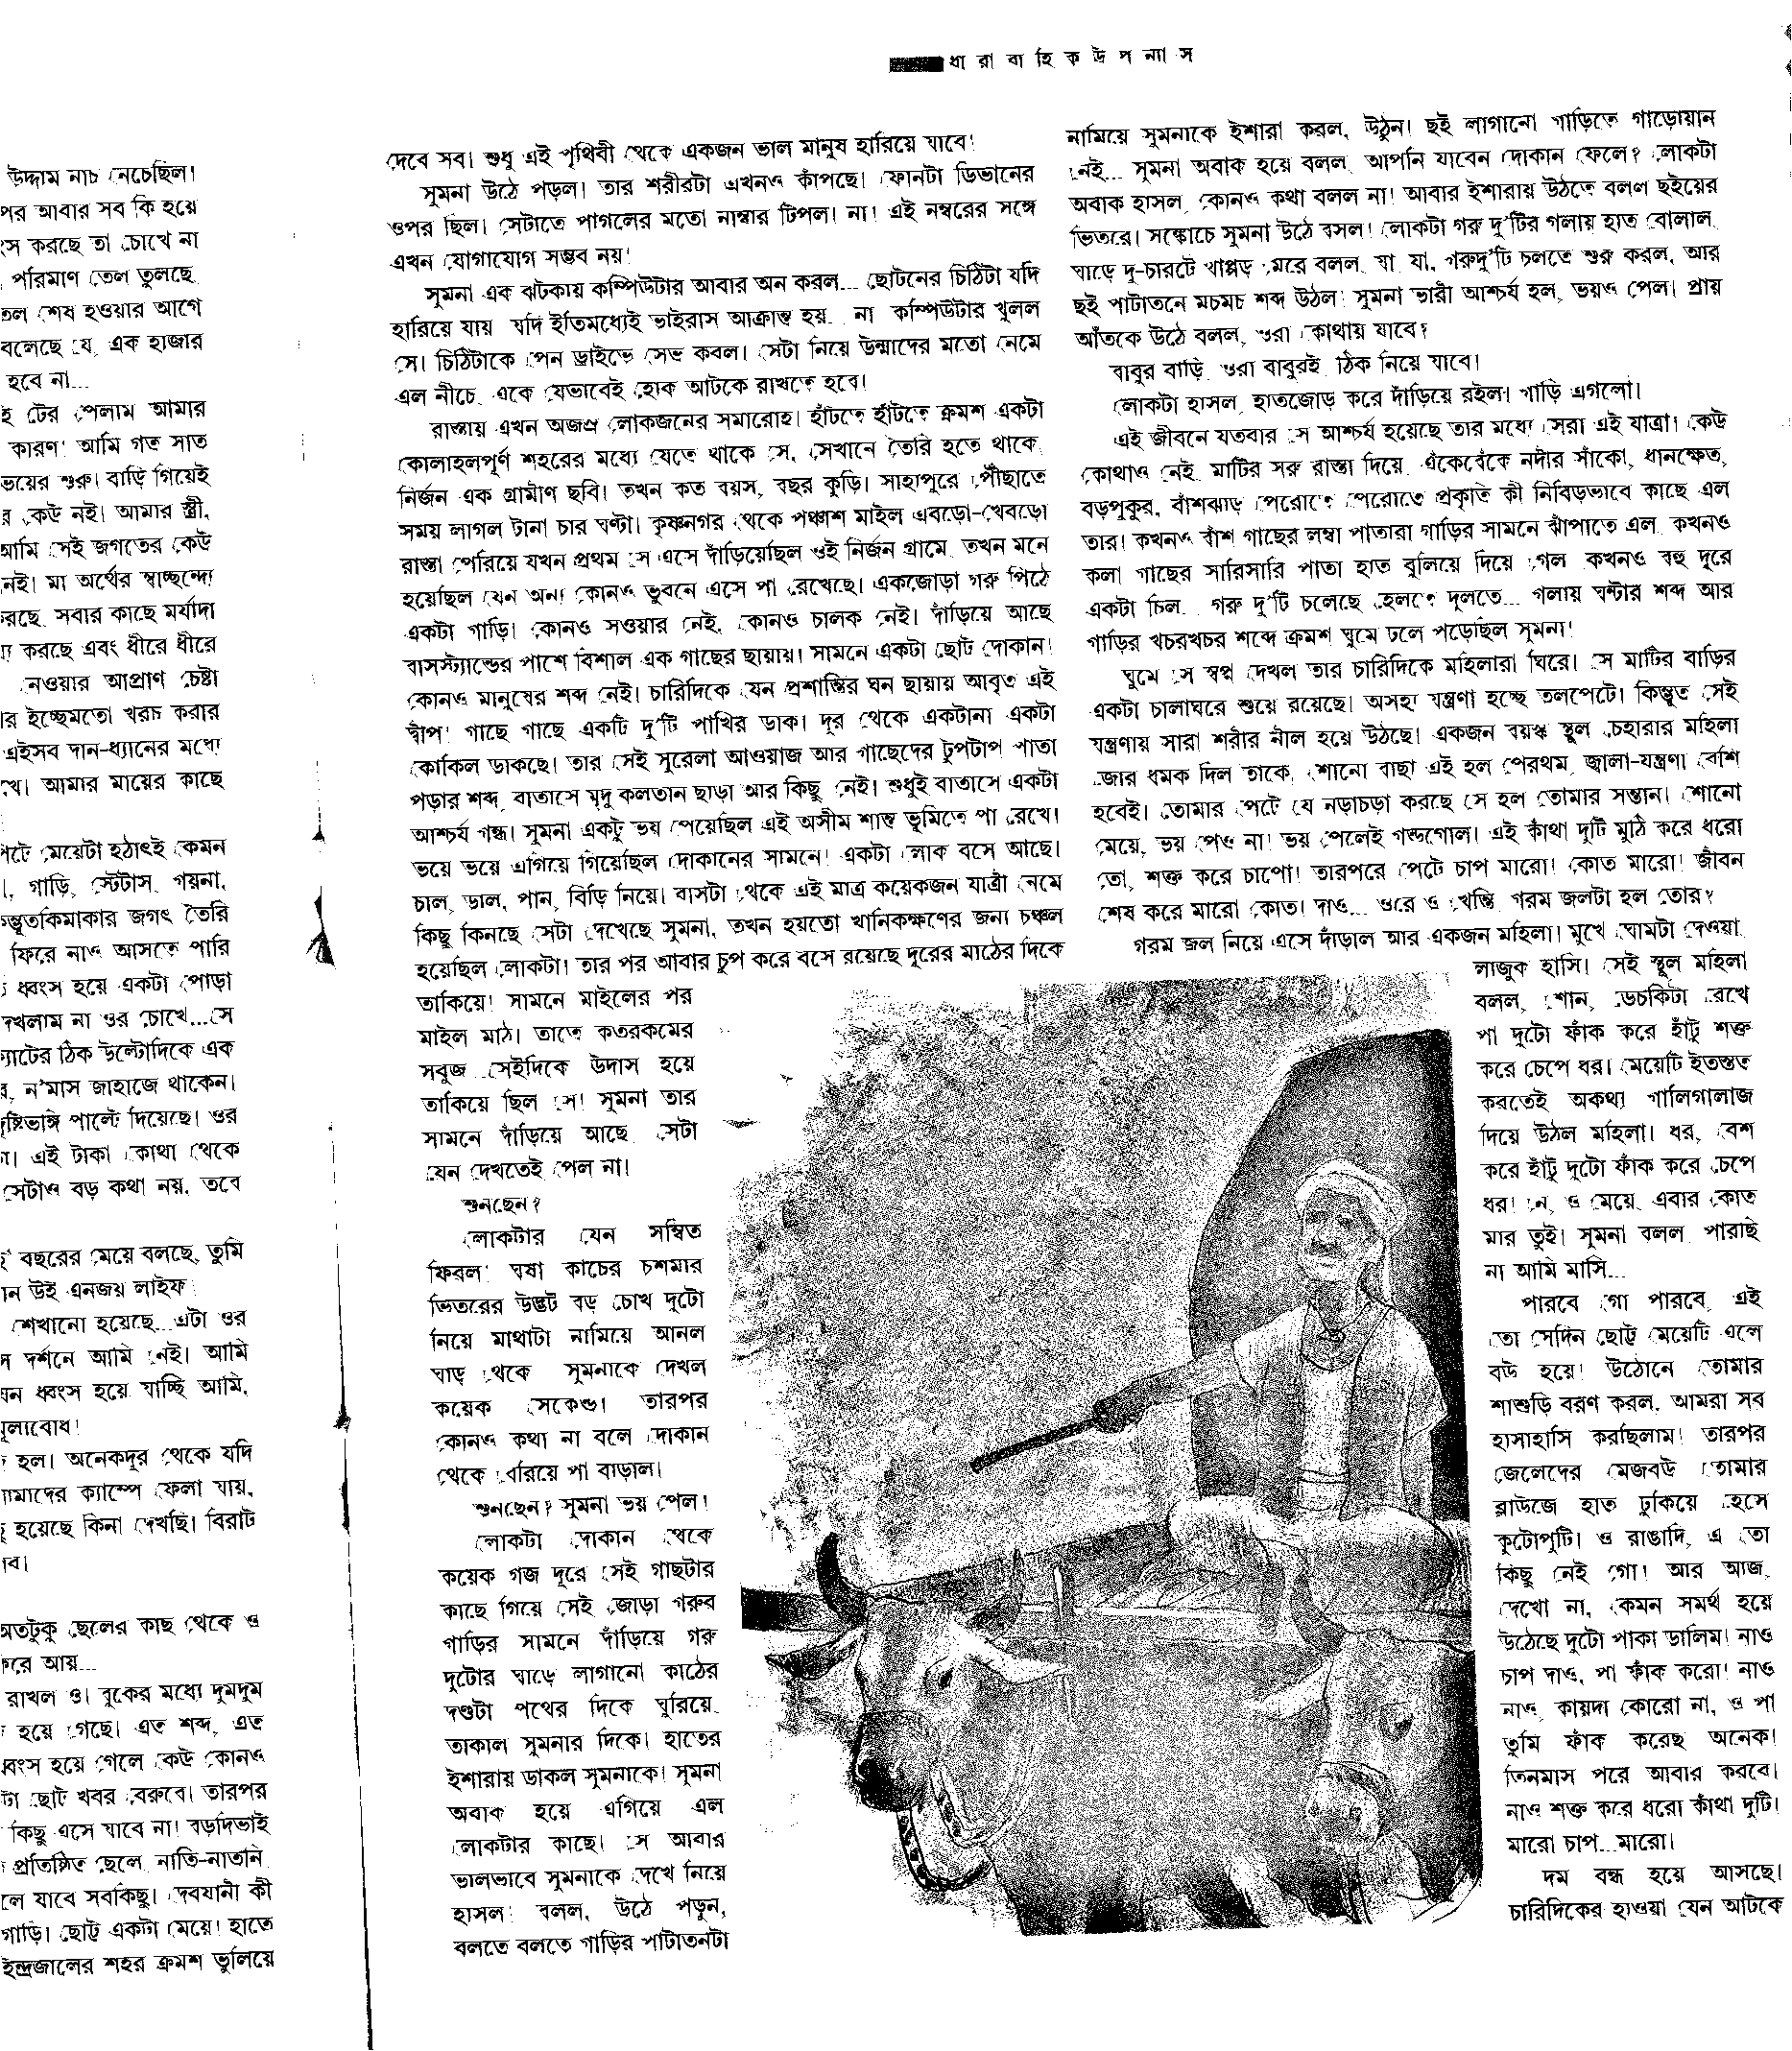 ধারাবাহিক উপন্যাস
উদ্দাম নাচ নেচেছিল।
পর আবার সব কি হয়ে
স করছে তা চোখে না
পরিমাণ তেল তুলছে
তল শেষ হওয়ার আগে
বলেছে যে, এক হাজার
হবে না...
ই টের পেলাম আমার
কারণ! আমি গত সাত
ভয়ের শুরু। বাড়ি গিয়েই
র কেউ নই। আমার স্ত্রী,
আমি সেই জগতের কেউ
নেই। মা অর্থের স্বাচ্ছন্দ্যে
করছে সবার কাছে মর্যাদা
্য করছে এবং ধীরে ধীরে
নেওয়ার আপ্রাণ চেষ্টা
র ইচ্ছেমতো খরচ করার
এইসব দান-ধ্যানের মধ্যে
খে। আমার মায়ের কাছে
পটে মেয়েটা হঠাৎই কেমন
।, গাড়ি, স্টেটাস, গয়না,
ম্ভূতকিমাকার জগৎ তৈরি
ফিরে নাও আসতে পারি
ধ্বংস হয়ে একটা পোড়া
দেখলাম না ওর চোখে...সে
্যাটের ঠিক উল্টোদিকে এক
র, ন'মাস জাহাজে থাকেন।
দৃষ্টিভঙ্গি পাল্টে দিয়েছে। ওর
া। এই টাকা কোথা থেকে
সেটাও বড় কথা নয়, তবে
বছরের মেয়ে বলছে, তুমি
ান উই এনজয় লাইফ
শেখানো হয়েছে...এটা ওর
স দর্শনে আমি নেই। আমি
যন ধ্বংস হয়ে যাচ্ছি আমি,
মূল্যবোধ!
হল। অনেকদূর থেকে যদি
আমাদের ক্যাম্পে ফেলা যায়,
হয়েছে কিনা দেখছি। বিরাট
াব।
অতটুকু ছেলের কাছ থেকে ও
করে আয়...
রাখল ও। বুকের মধ্যে দুমদুম
হয়ে গেছে। এত শব্দ, এত
ধ্বংস হয়ে গেলে কেউ কোনও
টা ছোট খবর বেরুবে। তারপর
কিছু এসে যাবে না! বড়দিভাই
প্রতিষ্ঠিত ছেলে, নাতি-নাতনি
লে যাবে সবকিছু। দেবযানী কী
গাড়ি। ছোট্ট একটা মেয়ে! হাতে
ইন্দ্রজালের শহর ক্রমশ ভুলিয়ে
দেবে সব। শুধু এই পৃথিবী থেকে একজন ভাল মানুষ হারিয়ে যাবে!
সুমনা উঠে পড়ল। তার শরীরটা এখনও কাঁপছে। ফোনটা ডিভানের
ওপর ছিল। সেটাতে পাগলের মতো নাম্বার টিপল। না! এই নম্বরের সঙ্গে
এখন যোগাযোগ সম্ভব নয়!
সুমনা এক ঝটকায় কম্পিউটার আবার অন করল... ছোটনের চিঠিটা যদি
হারিয়ে যায়, যদি ইতিমধ্যেই ভাইরাস আক্রান্ত হয়... না, কম্পিউটার খুলল
সে। চিঠিটাকে পেন ড্রাইভে সেভ করল। সেটা নিয়ে উন্মাদের মতো নেমে
এল নীচে, একে যেভাবেই হোক আটকে রাখতে হবে।
রাস্তায় এখন অজস্র লোকজনের সমারোহ। হাঁটতে হাঁটতে ক্রমশ একটা
কোলাহলপূর্ণ শহরের মধ্যে যেতে থাকে সে, সেখানে তৈরি হতে থাকে
নির্জন এক গ্রামীণ ছবি। তখন কত বয়স, বছর কুড়ি। সাহাপুরে পৌঁছাতে
সময় লাগল টানা চার ঘণ্টা। কৃষ্ণনগর থেকে পঞ্চাশ মাইল এবড়ো-খেবড়ো
রাস্তা পেরিয়ে যখন প্রথম সে এসে দাঁড়িয়েছিল ওই নির্জন গ্রামে, তখন মনে
হয়েছিল যেন অন্য কোনও ভুবনে এসে পা রেখেছে। একজোড়া গরু পিঠে
একটা গাড়ি। কোনও সওয়ার নেই, কোনও চালক নেই। দাঁড়িয়ে আছে
বাসস্ট্যান্ডের পাশে বিশাল এক গাছের ছায়ায়। সামনে একটা ছোট দোকান!
কোনও মানুষের শব্দ নেই। চারিদিকে যেন প্রশান্তির ঘন ছায়ায় আবৃত এই
দ্বীপ! গাছে গাছে একটি দু'টি পাখির ডাক। দূর থেকে একটানা একটা
কোকিল ডাকছে। তার সেই সুরেলা আওয়াজ আর গাছেদের টুপটাপ পাতা
পড়ার শব্দ, বাতাসে মৃদু কলতান ছাড়া আর কিছু নেই। শুধুই বাতাসে একটা
আশ্চর্য গন্ধ। সুমনা একটু ভয় পেয়েছিল এই অসীম শান্ত ভূমিতে পা রেখে।
ভয়ে ভয়ে এগিয়ে গিয়েছিল দোকানের সামনে! একটা লোক বসে আছে।
চাল, ডাল, পান, বিড়ি নিয়ে। বাসটা থেকে এই মাত্র কয়েকজন যাত্রী নেমে
কিছু কিনছে সেটা দেখেছে সুমনা, তখন হয়তো খানিকক্ষণের জন্য চঞ্চল
হয়েছিল লোকটা। তার পর আবার চুপ করে বসে রয়েছে দূরের মাঠের দিকে
তাকিয়ে! সামনে মাইলের পর
মাইল মাঠ। তাতে কতরকমের
সবুজ...সেইদিকে উদাস হয়ে
তাকিয়ে ছিল সে! সুমনা তার
সামনে দাঁড়িয়ে আছে, সেটা
যেন দেখতেই পেল না।
শুনছেন?
লোকটার যেন সম্বিত
ফিরল! ঘষা কাচের চশমার
ভিতরের উদ্ভট বড় চোখ দুটো
নিয়ে মাথাটা নামিয়ে আনল
ঘাড় থেকে, সুমনাকে দেখল
কয়েক সেকেন্ড। তারপর
কোনও কথা না বলে দোকান
থেকে বেরিয়ে পা বাড়াল।
শুনছেন? সুমনা ভয় পেল!
লোকটা দোকান থেকে
কয়েক গজ দূরে সেই গাছটার
কাছে গিয়ে সেই জোড়া গরুর
গাড়ির সামনে দাঁড়িয়ে গরু
দুটোর ঘাড়ে লাগানো কাঠের
দণ্ডটা পথের দিকে ঘুরিয়ে,
তাকাল সুমনার দিকে। হাতের
ইশারায় ডাকল সুমনাকে! সুমনা
অবাক হয়ে এগিয়ে এল
লোকটার কাছে। সে আবার
ভালভাবে সুমনাকে দেখে নিয়ে
হাসল! বলল, উঠে পড়ুন,
বলতে বলতে গাড়ির পাটাতনটা
নামিয়ে সুমনাকে ইশারা করল, উঠুন। ছই লাগানো গাড়িতে গাড়োয়ান
নেই... সুমনা অবাক হয়ে বলল, আপনি যাবেন দোকান ফেলে? লোকটা
অবাক হাসল, কোনও কথা বলল না! আবার ইশারায় উঠতে বলল ছইয়ের
ভিতরে। সঙ্কোচে সুমনা উঠে বসল! লোকটা গরু দু'টির গলায় হাত বোলাল,
ঘাড়ে দু-চারটে থাপ্পড় মেরে বলল, যা যা, গরুদু'টি চলতে শুরু করল, আর
ছই পাটাতনে মচমচ শব্দ উঠল! সুমনা ভারী আশ্চর্য হল, ভয়ও পেল। প্রায়
আঁতকে উঠে বলল, ওরা কোথায় যাবে?
বাবুর বাড়ি, ওরা বাবুরই, ঠিক নিয়ে যাবে।
লোকটা হাসল, হাতজোড় করে দাঁড়িয়ে রইল। গাড়ি এগলো।
এই জীবনে যতবার সে আশ্চর্য হয়েছে তার মধ্যে সেরা এই যাত্রা। কেউ
কোথাও নেই, মাটির সরু রাস্তা দিয়ে, এঁকেবেঁকে নদীর সাঁকো, ধানক্ষেত,
বড়পুকুর, বাঁশঝাড় পেরোতে পেরোতে প্রকৃতি কী নিবিড়ভাবে কাছে এল
তার। কখনও বাঁশ গাছের লম্বা পাতারা গাড়ির সামনে ঝাঁপাতে এল, কখনও
কলা গাছের সারিসারি পাতা হাত বুলিয়ে দিয়ে গেল, কখনও বহু দূরে
একটা চিল... গরু দু'টি চলেছে হেলতে দুলতে... গলায় ঘন্টার শব্দ আর
গাড়ির খচরখচর শব্দে ক্রমশ ঘুমে ঢলে পড়েছিল সুমনা!
ঘুমে সে স্বপ্ন দেখল তার চারিদিকে মহিলারা ঘিরে। সে মাটির বাড়ির
একটা চালাঘরে শুয়ে রয়েছে। অসহ্য যন্ত্রণা হচ্ছে তলপেটে। কিম্ভূত সেই
যন্ত্রণায় সারা শরীর নীল হয়ে উঠছে। একজন বয়স্ক স্থূল চেহারার মহিলা
জোর ধমক দিল তাকে, শোনো বাছা এই হল পেরথম, জ্বালা-যন্ত্রণা বেশি
হবেই। তোমার পেটে যে নড়াচড়া করছে সে হল তোমার সন্তান। শোনো
মেয়ে, ভয় পেও না! ভয় পেলেই গন্ডগোল। এই কাঁথা দুটি মুঠি করে ধরো
তো, শক্ত করে চাপো! তারপরে পেটে চাপ মারো! কোত মারো! জীবন
শেষ করে মারো কোত। দাও... ওরে ও খেন্তি, গরম জলটা হল তোর?
গরম জল নিয়ে এসে দাঁড়াল আর একজন মহিলা। মুখে ঘোমটা দেওয়া,
লাজুক হাসি। সেই স্থূল মহিলা
বলল, শোন, ডেচকিটা রেখে
পা দুটো ফাঁক করে হাঁটু শক্ত
করে চেপে ধর। মেয়েটি ইতস্তত
করতেই অকথ্য গালিগালাজ
দিয়ে উঠল মহিলা। ধর, বেশ
করে হাঁটু দুটো ফাঁক করে চেপে
ধর! নে, ও মেয়ে, এবার কোত
মার তুই। সুমনা বলল, পারছি
না আমি মাসি...
পারবে গো পারবে, এই
তো সেদিন ছোট্ট মেয়েটি এলে
বউ হয়ে! উঠোনে তোমার
শাশুড়ি বরণ করল, আমরা সব
হাসাহাসি করছিলাম! তারপর
জেলেদের মেজবউ তোমার
ব্লাউজে হাত ঢুকিয়ে হেসে
কুটোপুটি। ও রাঙাদি, এ তো
কিছু নেই গো! আর আজ,
দেখো না, কেমন সমর্থ হয়ে
উঠেছে দুটো পাকা ডালিম! নাও
চাপ দাও, পা ফাঁক করো! নাও
নাও, কায়দা কোরো না, ও পা
তুমি ফাঁক করেছ অনেক!
তিনমাস পরে আবার করবে।
নাও শক্ত করে ধরো কাঁথা দুটি।
মারো চাপ...মারো।
দম বন্ধ হয়ে আসছে।
চারিদিকের হাওয়া যেন আটকে